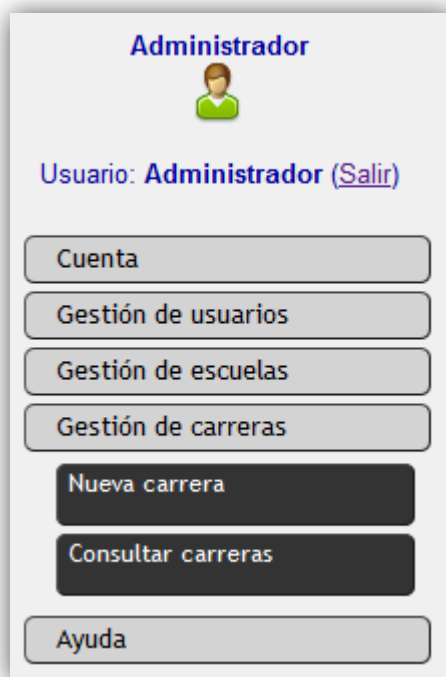 Administrador
Usuario: Administrador (Salir)
Cuenta
Gestión de usuarios
Gestión de escuelas
Gestión de carreras
Nueva carrera
Consultar carreras
Ayuda